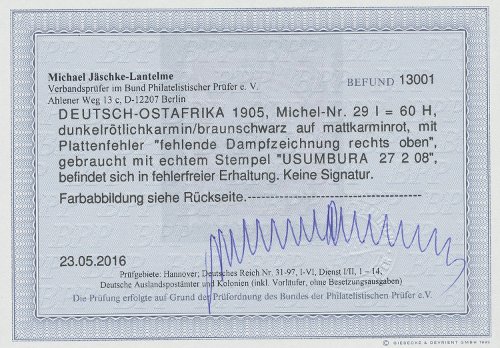 Michael Jäschke-Lantelme
Verbandsprüfer im Bund Philatelistischer Prüfer e. V.
Ahlener Weg 13 c, D-12207 Berlin
BEFUND 13001
DEUTSCH-OSTAFRIKA 1905, Michel-Nr. 29 I = 60 H,
dunkelrötlichkarmin/braunschwarz auf mattkarminrot, mit
Plattenfehler "fehlende Dampfzeichnung rechts oben",
gebraucht mit echtem Stempel "USUMBURA 27 2 08",
befindet sich in fehlerfreier Erhaltung. Keine Signatur.
Farbabbildung siehe Rückseite.------------------------------
23.05.2016
Prüfgebiete: Hannover; Deutsches Reich Nr. 31-97, I-VI, Dienst I/II, 1 – 14,
Deutsche Auslandspostämter und Kolonien (inkl. Vorläufer, ohne Besetzungsausgaben)
Die Prüfung erfolgte auf Grund der Prüfordnung des Bundes der Philatelistischen Prüfer e.V.
© GIESECKE & DEVRIENT GMBH